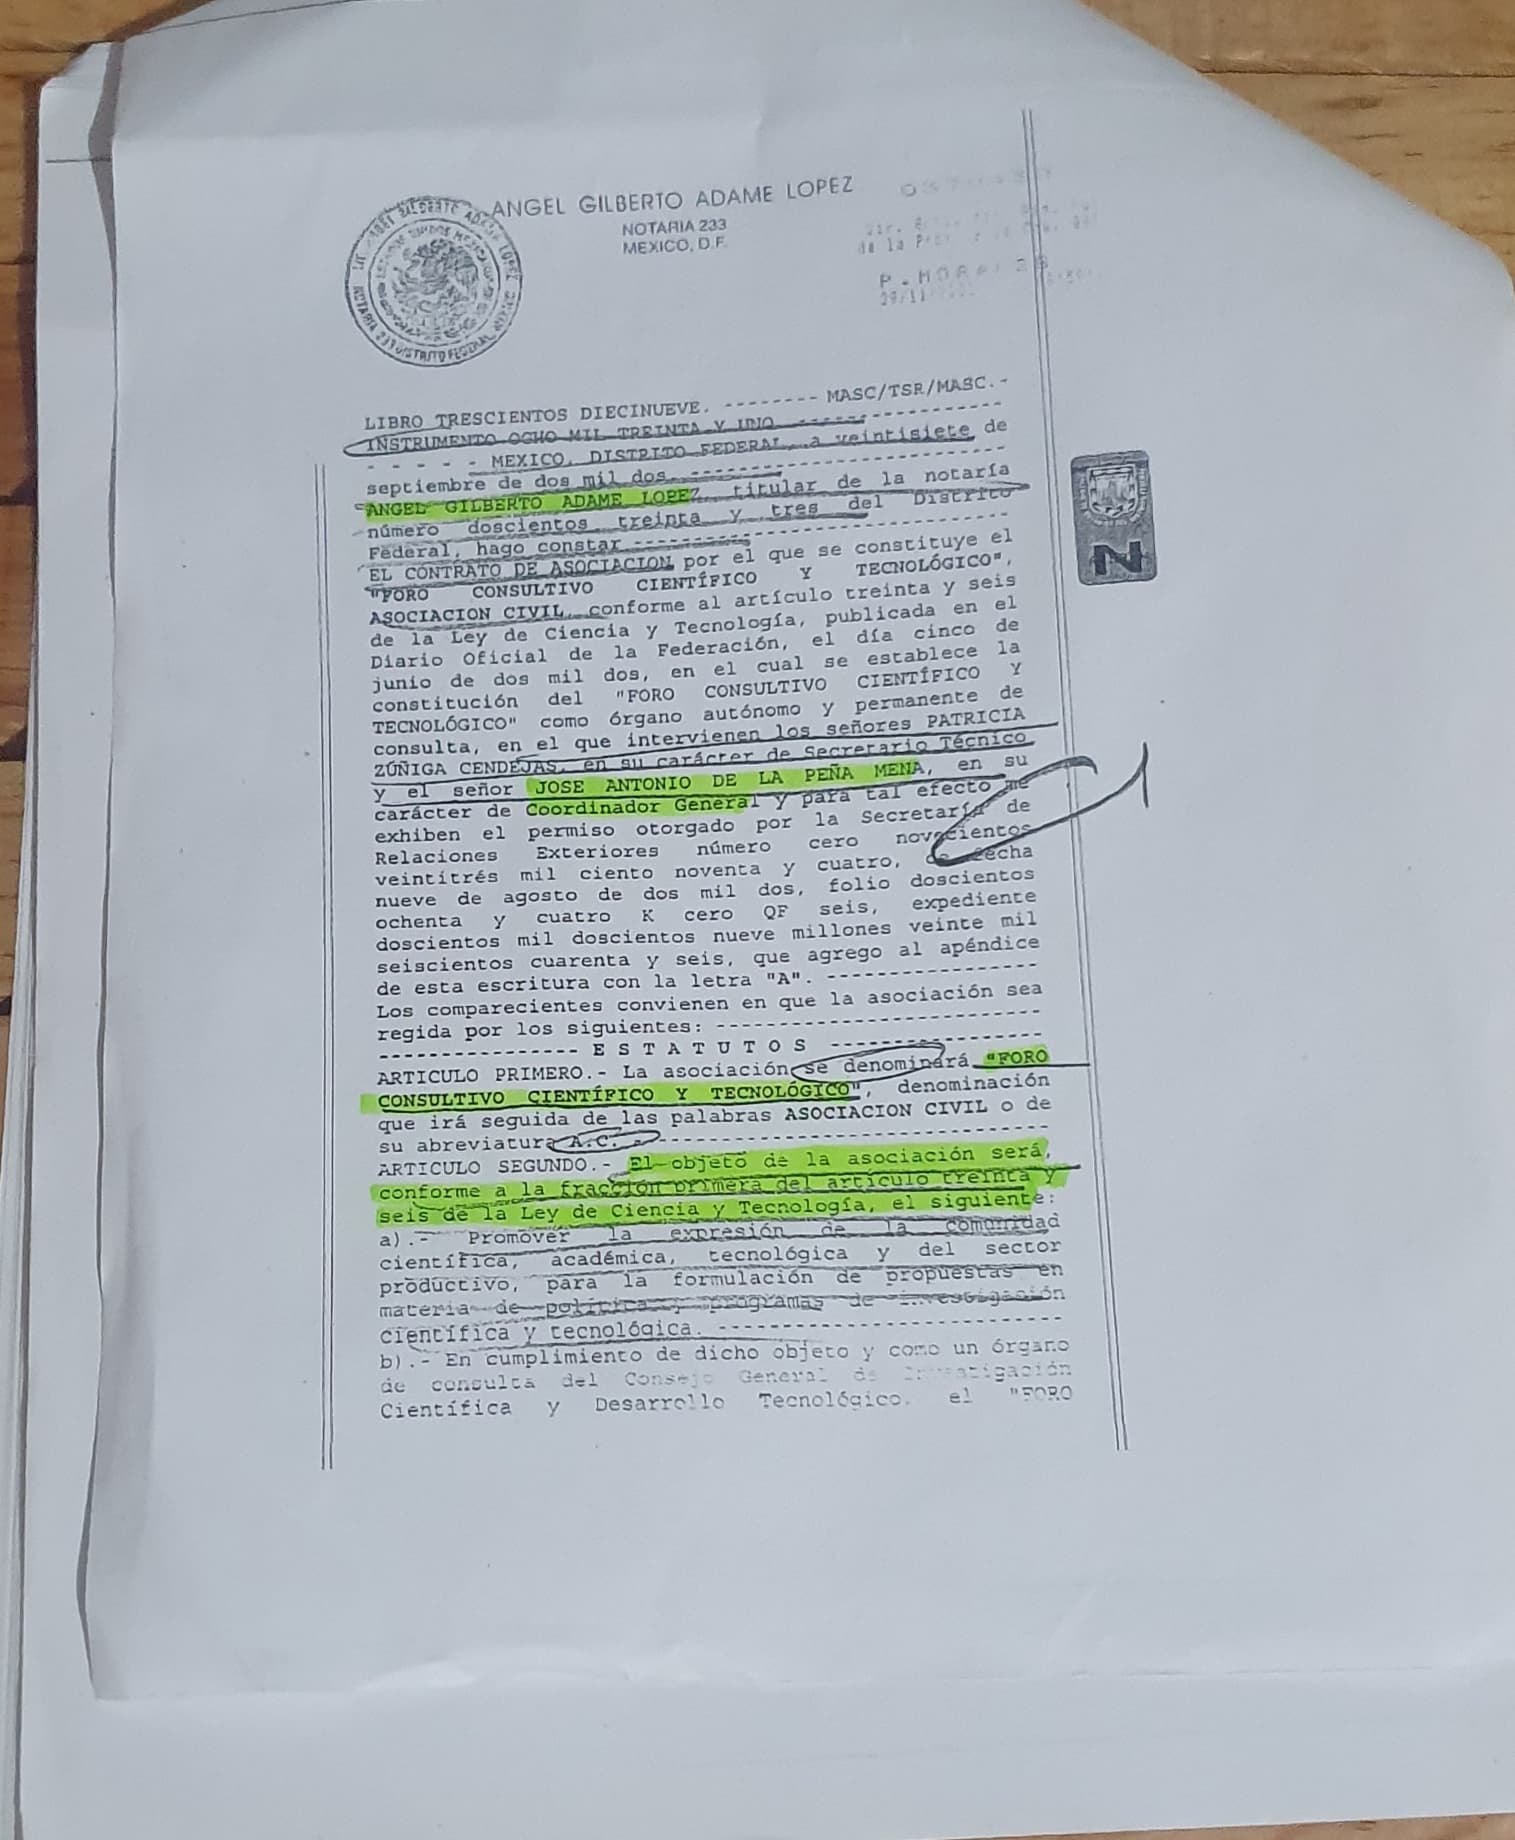 ANGEL GILBERTO ADAME LOPEZ
NOTARIA 233
MEXICO, D.F.
de la
P. MORALES
29/11
LIBRO TRESCIENTOS DIECINUEVE. -------- MASC/TSR/MASC.-
INSTRUMENTO OCHO MIL TREINTA Y UNO ----------------
- - - - - MEXICO, DISTRITO FEDERAL, a veintisiete de
septiembre de dos mil dos. -------------------------
ANGEL GILBERTO ADAME LOPEZ, titular de la notaría
número doscientos treinta y tres del Distrito
Federal, hago constar ------------------------------
EL CONTRATO DE ASOCIACION por el que se constituye el
"FORO CONSULTIVO CIENTÍFICO Y TECNOLÓGICO",
ASOCIACION CIVIL, conforme al artículo treinta y seis
de la Ley de Ciencia y Tecnología, publicada en el
Diario Oficial de la Federación, el día cinco de
junio de dos mil dos, en el cual se establece la
constitución del "FORO CONSULTIVO CIENTÍFICO Y
TECNOLÓGICO" como órgano autónomo y permanente de
consulta, en el que intervienen los señores PATRICIA
ZÚÑIGA CENDEJAS, en su carácter de Secretario Técnico
y el señor JOSE ANTONIO DE LA PEÑA MENA, en su
carácter de Coordinador General y para tal efecto me
exhiben el permiso otorgado por la Secretaría de
Relaciones Exteriores número cero novecientos
veintitrés mil ciento noventa y cuatro, de fecha
nueve de agosto de dos mil dos, folio doscientos
ochenta y cuatro K cero QF seis, expediente
doscientos mil doscientos nueve millones veinte mil
seiscientos cuarenta y seis, que agrego al apéndice
de esta escritura con la letra "A". -----------------
Los comparecientes convienen en que la asociación sea
regida por los siguientes: --------------------------
---------------- E S T A T U T O S -----------------
ARTICULO PRIMERO.- La asociación se denominará "FORO
CONSULTIVO CIENTÍFICO Y TECNOLÓGICO", denominación
que irá seguida de las palabras ASOCIACION CIVIL o de
su abreviatura A.C. --------------------------------
ARTICULO SEGUNDO.- El objeto de la asociación será,
conforme a la fracción primera del artículo treinta y
seis de la Ley de Ciencia y Tecnología, el siguiente:
a).- Promover la expresión de la comunidad
científica, académica, tecnológica y del sector
productivo, para la formulación de propuestas en
materia de política y programas de investigación
científica y tecnológica. ---------------------------
b).- En cumplimiento de dicho objeto y como un órgano
de consulta del Consejo General de Investigación
Científica y Desarrollo Tecnológico, el "FORO
N